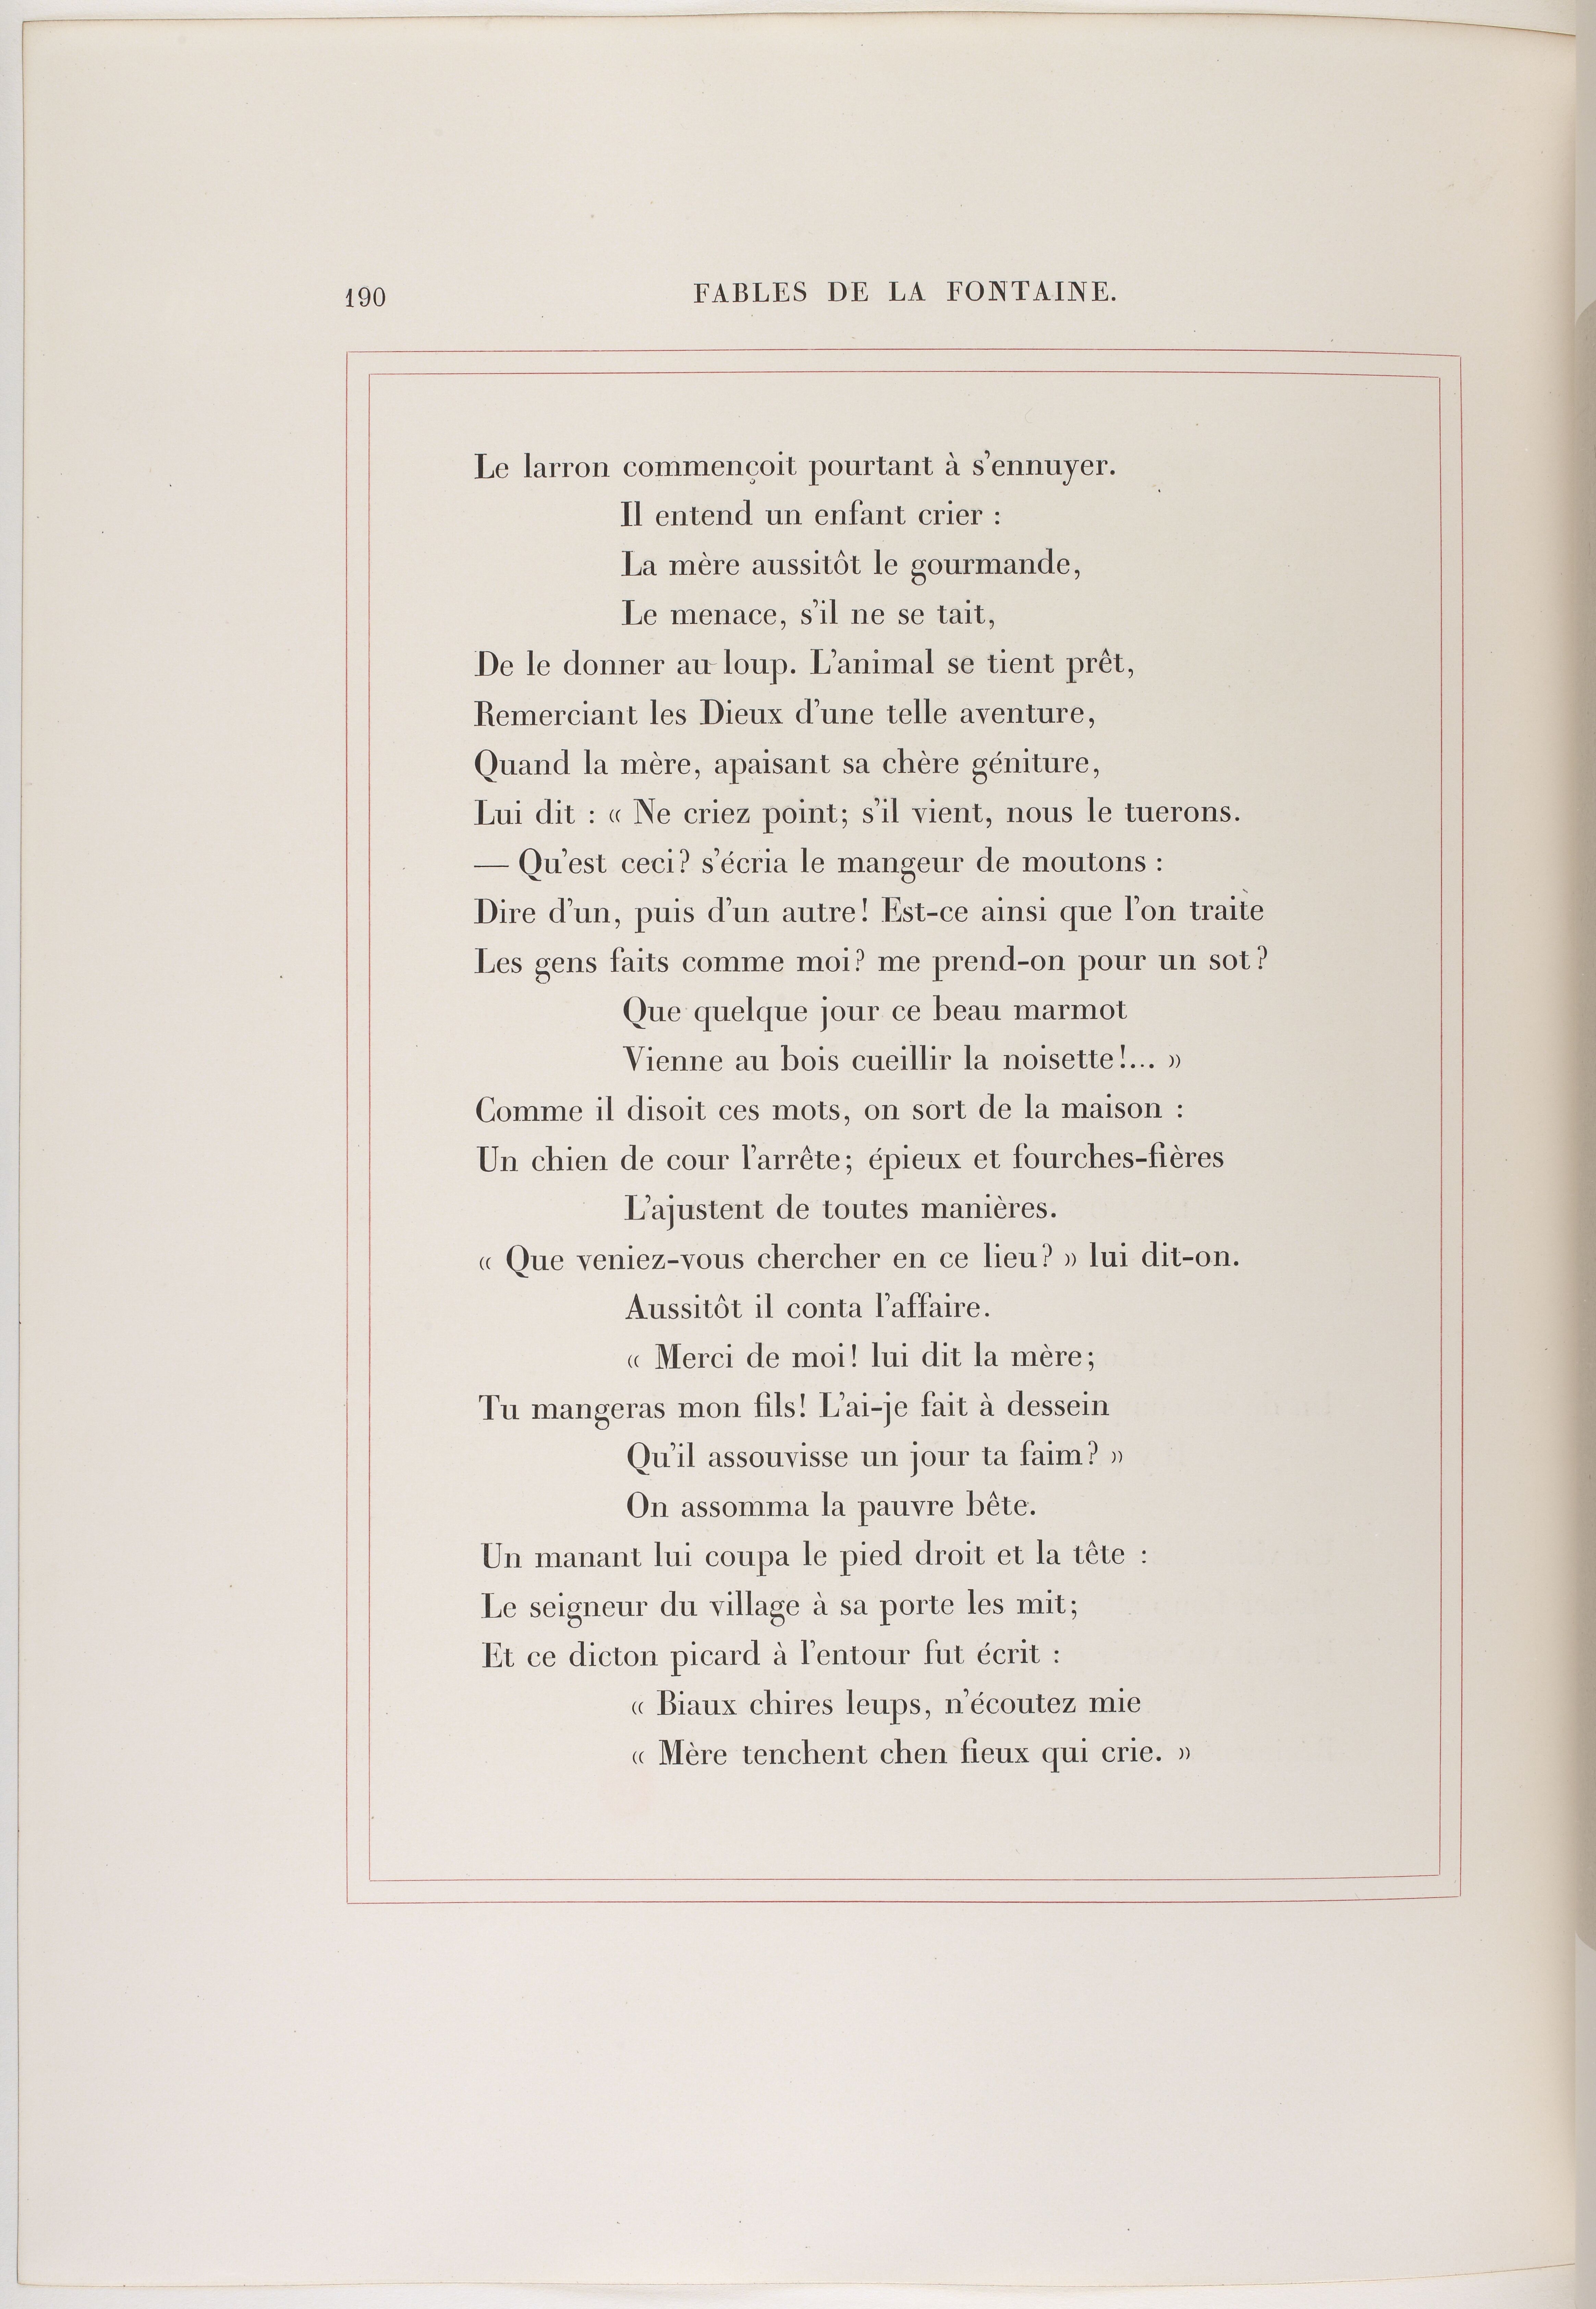 190
FABLES DE LA FONTAINE.
Le larron commençoit pourtant à s'ennuyer.
Il entend un enfant crier :
La mère aussitôt le gourmande,
Le menace, s'il ne se tait,
De le donner au loup. L'animal se tient prêt,
Remerciant les Dieux d'une telle aventure,
Quand la mère, apaisant sa chère géniture,
Lui dit : « Ne criez point; s'il vient, nous le tuerons.
— Qu'est ceci? s'écria le mangeur de moutons :
Dire d'un, puis d'un autre! Est-ce ainsi que l'on traite
Les gens faits comme moi? me prend-on pour un sot?
Que quelque jour ce beau marmot
Vienne au bois cueillir la noisette!... »
Comme il disoit ces mots, on sort de la maison :
Un chien de cour l'arrête; épieux et fourches-fières
L'ajustent de toutes manières.
« Que veniez-vous chercher en ce lieu? » lui dit-on.
Aussitôt il conta l'affaire.
« Merci de moi! lui dit la mère;
Tu mangeras mon fils! L'ai-je fait à dessein
Qu'il assouvisse un jour ta faim? »
On assomma la pauvre bête.
Un manant lui coupa le pied droit et la tête :
Le seigneur du village à sa porte les mit;
Et ce dicton picard à l'entour fut écrit :
« Biaux chires leups, n'écoutez mie
« Mère tenchent chen fieux qui crie. »